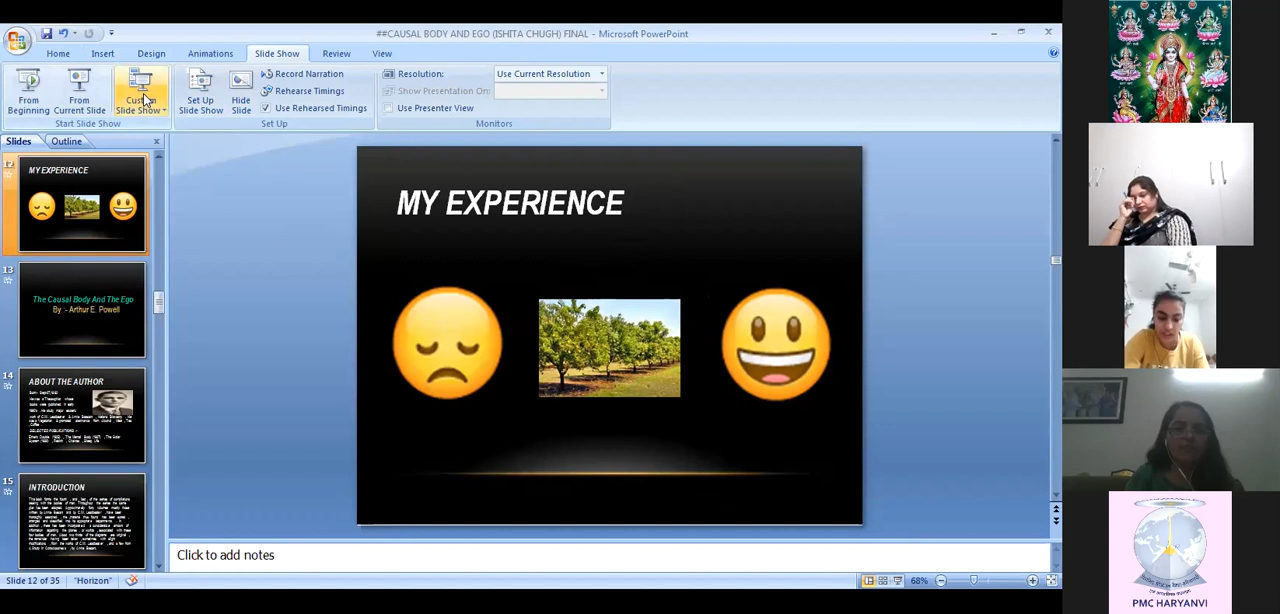 ##CAUSAL BODY AND EGO (ISHITA CHUGH) FINAL - Microsoft PowerPoint
Home Insert Design Animations Slide Show Review View
From Beginning
From Current Slide
Custom Slide Show
Set Up Slide Show
Hide Slide
Record Narration
Rehearse Timings
Use Rehearsed Timings
Resolution: Use Current Resolution
Show Presentation On:
Use Presenter View
Start Slide Show Set Up Monitors
Slides Outline
12
MY EXPERIENCE
13
The Causal Body And The Ego
By :- Arthur E. Powell
14
ABOUT THE AUTHOR
15
INTRODUCTION
MY EXPERIENCE
Click to add notes
Slide 12 of 35 "Horizon" 68%
PMC HARYANVI